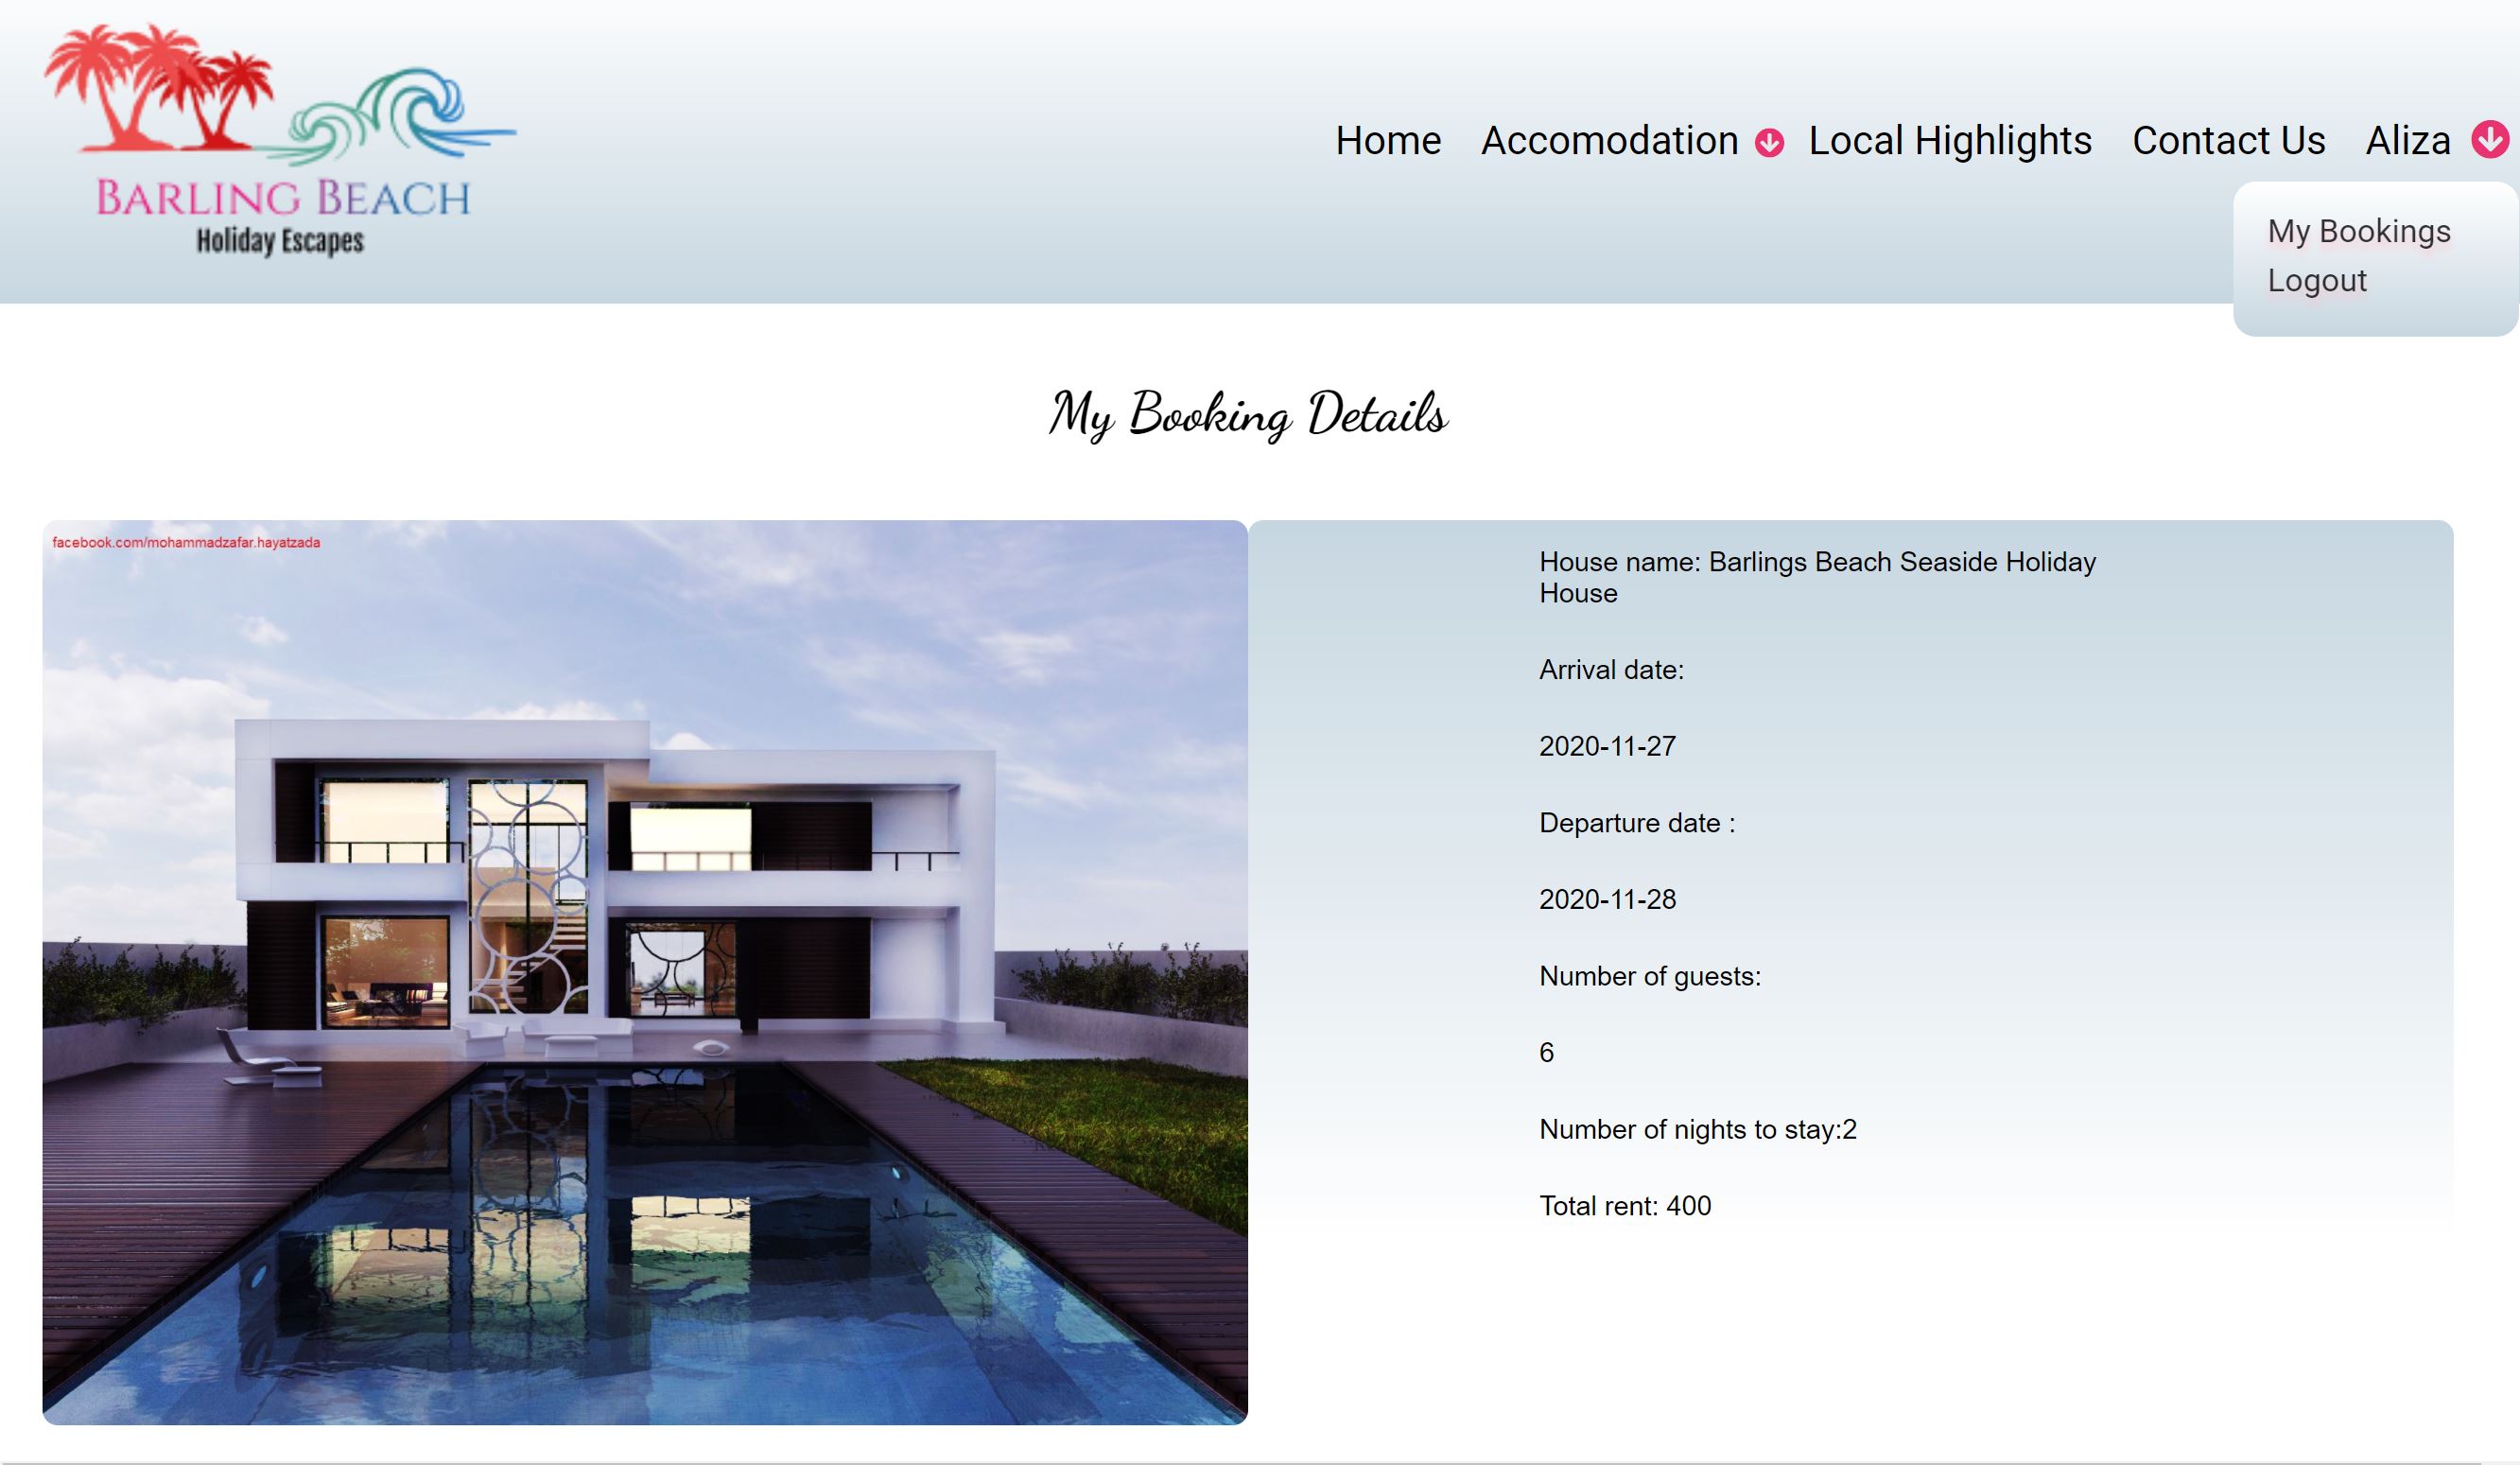 BARLING BEACH
Holiday Escapes
Home Accomodation Local Highlights Contact Us Aliza
My Bookings
Logout
My Booking Details
facebook.com/mohammadzafar.hayatzada
House name: Barlings Beach Seaside Holiday
House
Arrival date:
2020-11-27
Departure date :
2020-11-28
Number of guests:
6
Number of nights to stay:2
Total rent: 400